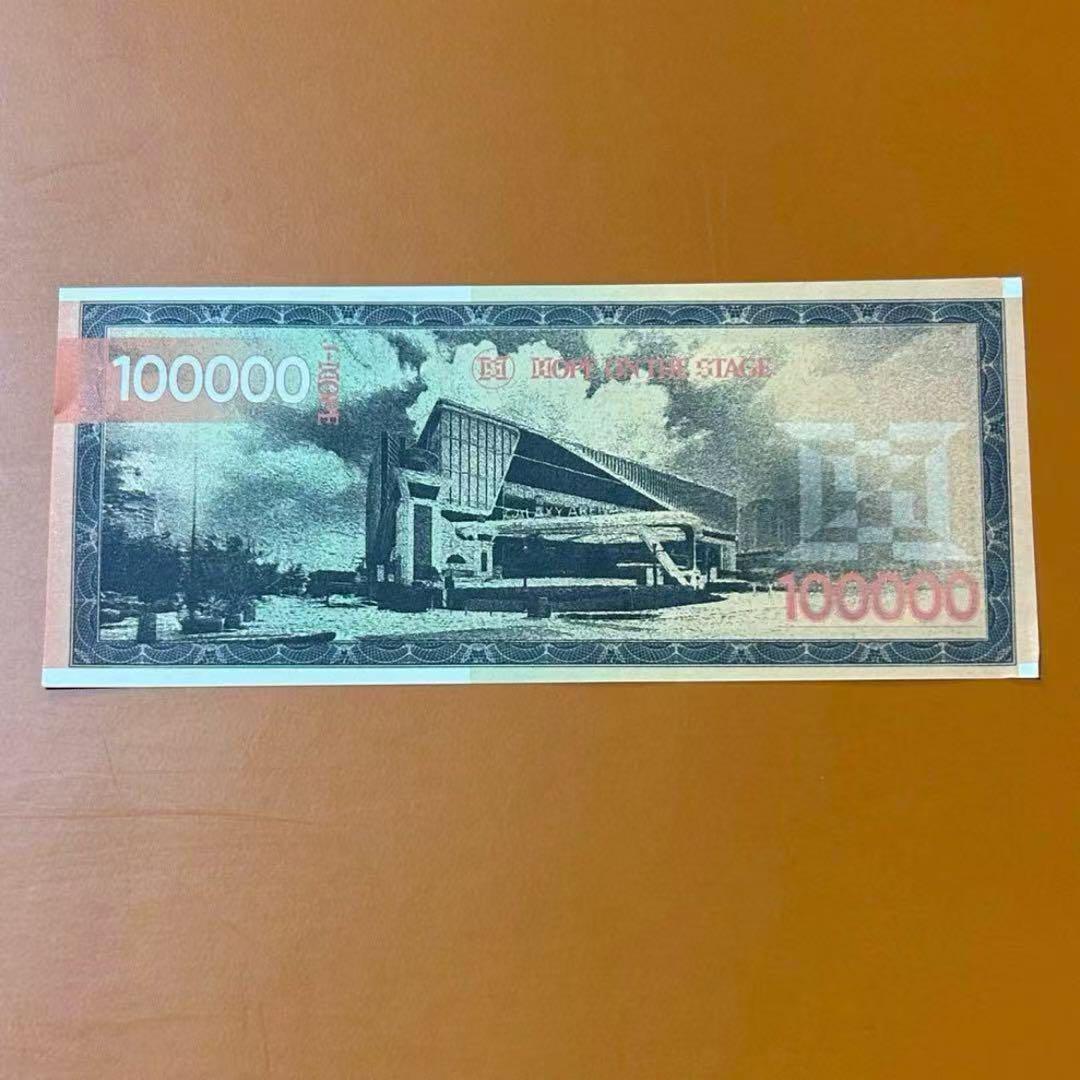 100000
J-HOPE
HOPE ON THE STAGE
GALAXY ARENA
100000